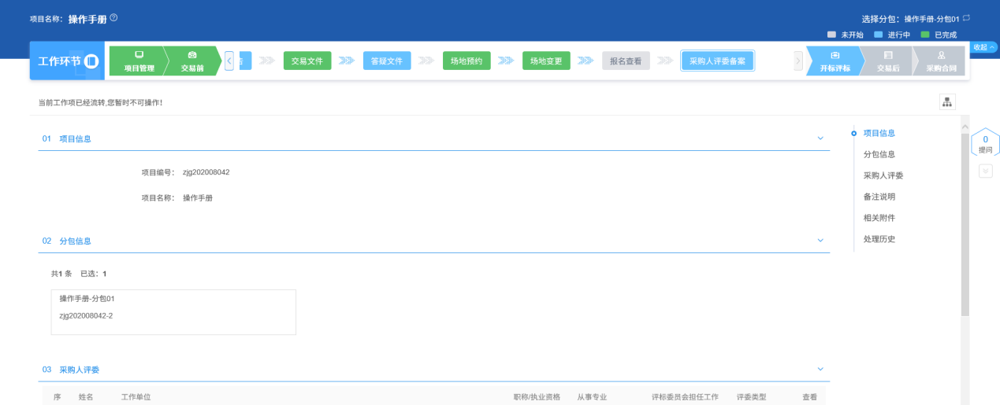 项目名称： 操作手册
选择分包：操作手册-分包01
未开始 进行中 已完成
收起
工作环节
项目管理 交易前 交易文件 答疑文件 场地预约 场地变更 报名查看 采购人评委备案 开标评标 交易后 采购合同
当前工作项已经流转,您暂时不可操作!
01 项目信息
项目编号： zjg202008042
项目名称： 操作手册
02 分包信息
共1 条 已选：1
操作手册-分包01
zjg202008042-2
03 采购人评委
序 姓名 工作单位 职称/执业资格 从事专业 评标委员会担任工作 评委类型 查看
项目信息
分包信息
采购人评委
备注说明
相关附件
处理历史
0
提问